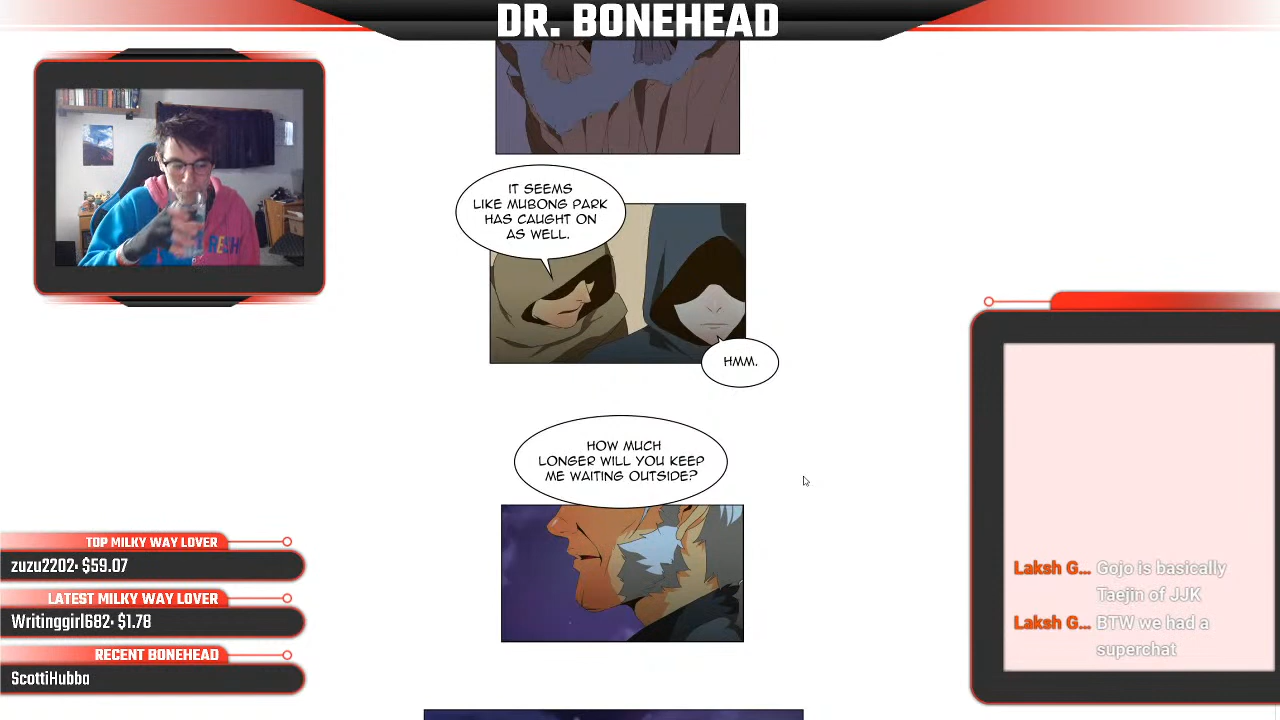 DR. BONEHEAD
IT SEEMS
LIKE MUBONG PARK
HAS CAUGHT ON
AS WELL.
HMM.
HOW MUCH
LONGER WILL YOU KEEP
ME WAITING OUTSIDE?
TOP MILKY WAY LOVER
zuzu2202• $59.07
LATEST MILKY WAY LOVER
Writinggirl682• $1.78
RECENT BONEHEAD
ScottiHubba
Laksh G... Gojo is basically
Taejin of JJK
Laksh G... BTW we had a
superchat